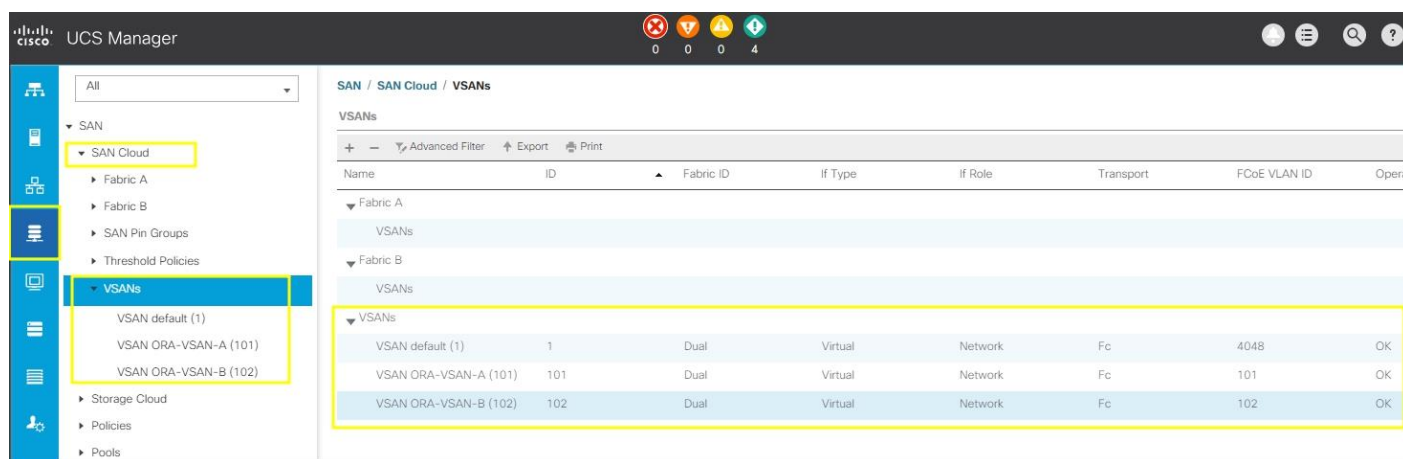 cisco. UCS Manager
0 0 0 4
?
All
SAN
SAN Cloud
Fabric A
Fabric B
SAN Pin Groups
Threshold Policies
VSANs
VSAN default (1)
VSAN ORA-VSAN-A (101)
VSAN ORA-VSAN-B (102)
Storage Cloud
Policies
Pools
SAN / SAN Cloud / VSANs
VSANs
+ − Advanced Filter Export Print
Name ID Fabric ID If Type If Role Transport FCoE VLAN ID Opera
Fabric A
VSANs
Fabric B
VSANs
VSANs
VSAN default (1) 1 Dual Virtual Network Fc 4048 OK
VSAN ORA-VSAN-A (101) 101 Dual Virtual Network Fc 101 OK
VSAN ORA-VSAN-B (102) 102 Dual Virtual Network Fc 102 OK